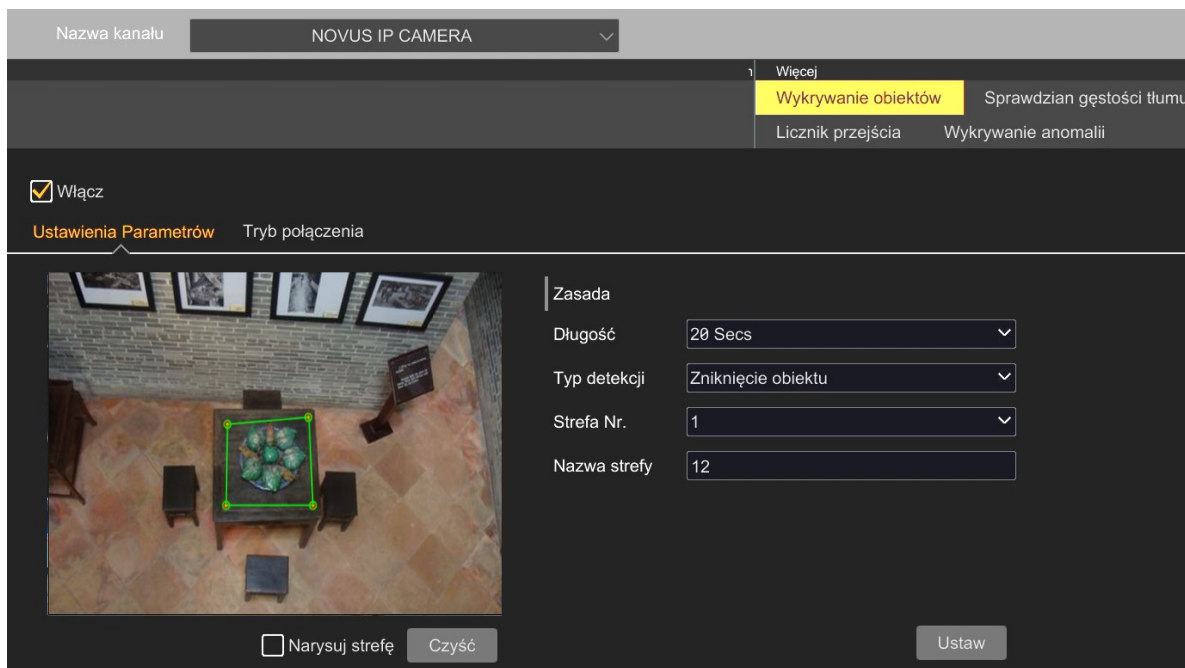 Nazwa kanału NOVUS IP CAMERA
Więcej
Wykrywanie obiektów Sprawdzian gęstości tłumu
Licznik przejścia Wykrywanie anomalii
Włącz
Ustawienia Parametrów Tryb połączenia
Zasada
Długość 20 Secs
Typ detekcji Zniknięcie obiektu
Strefa Nr. 1
Nazwa strefy 12
Narysuj strefę Czyść Ustaw